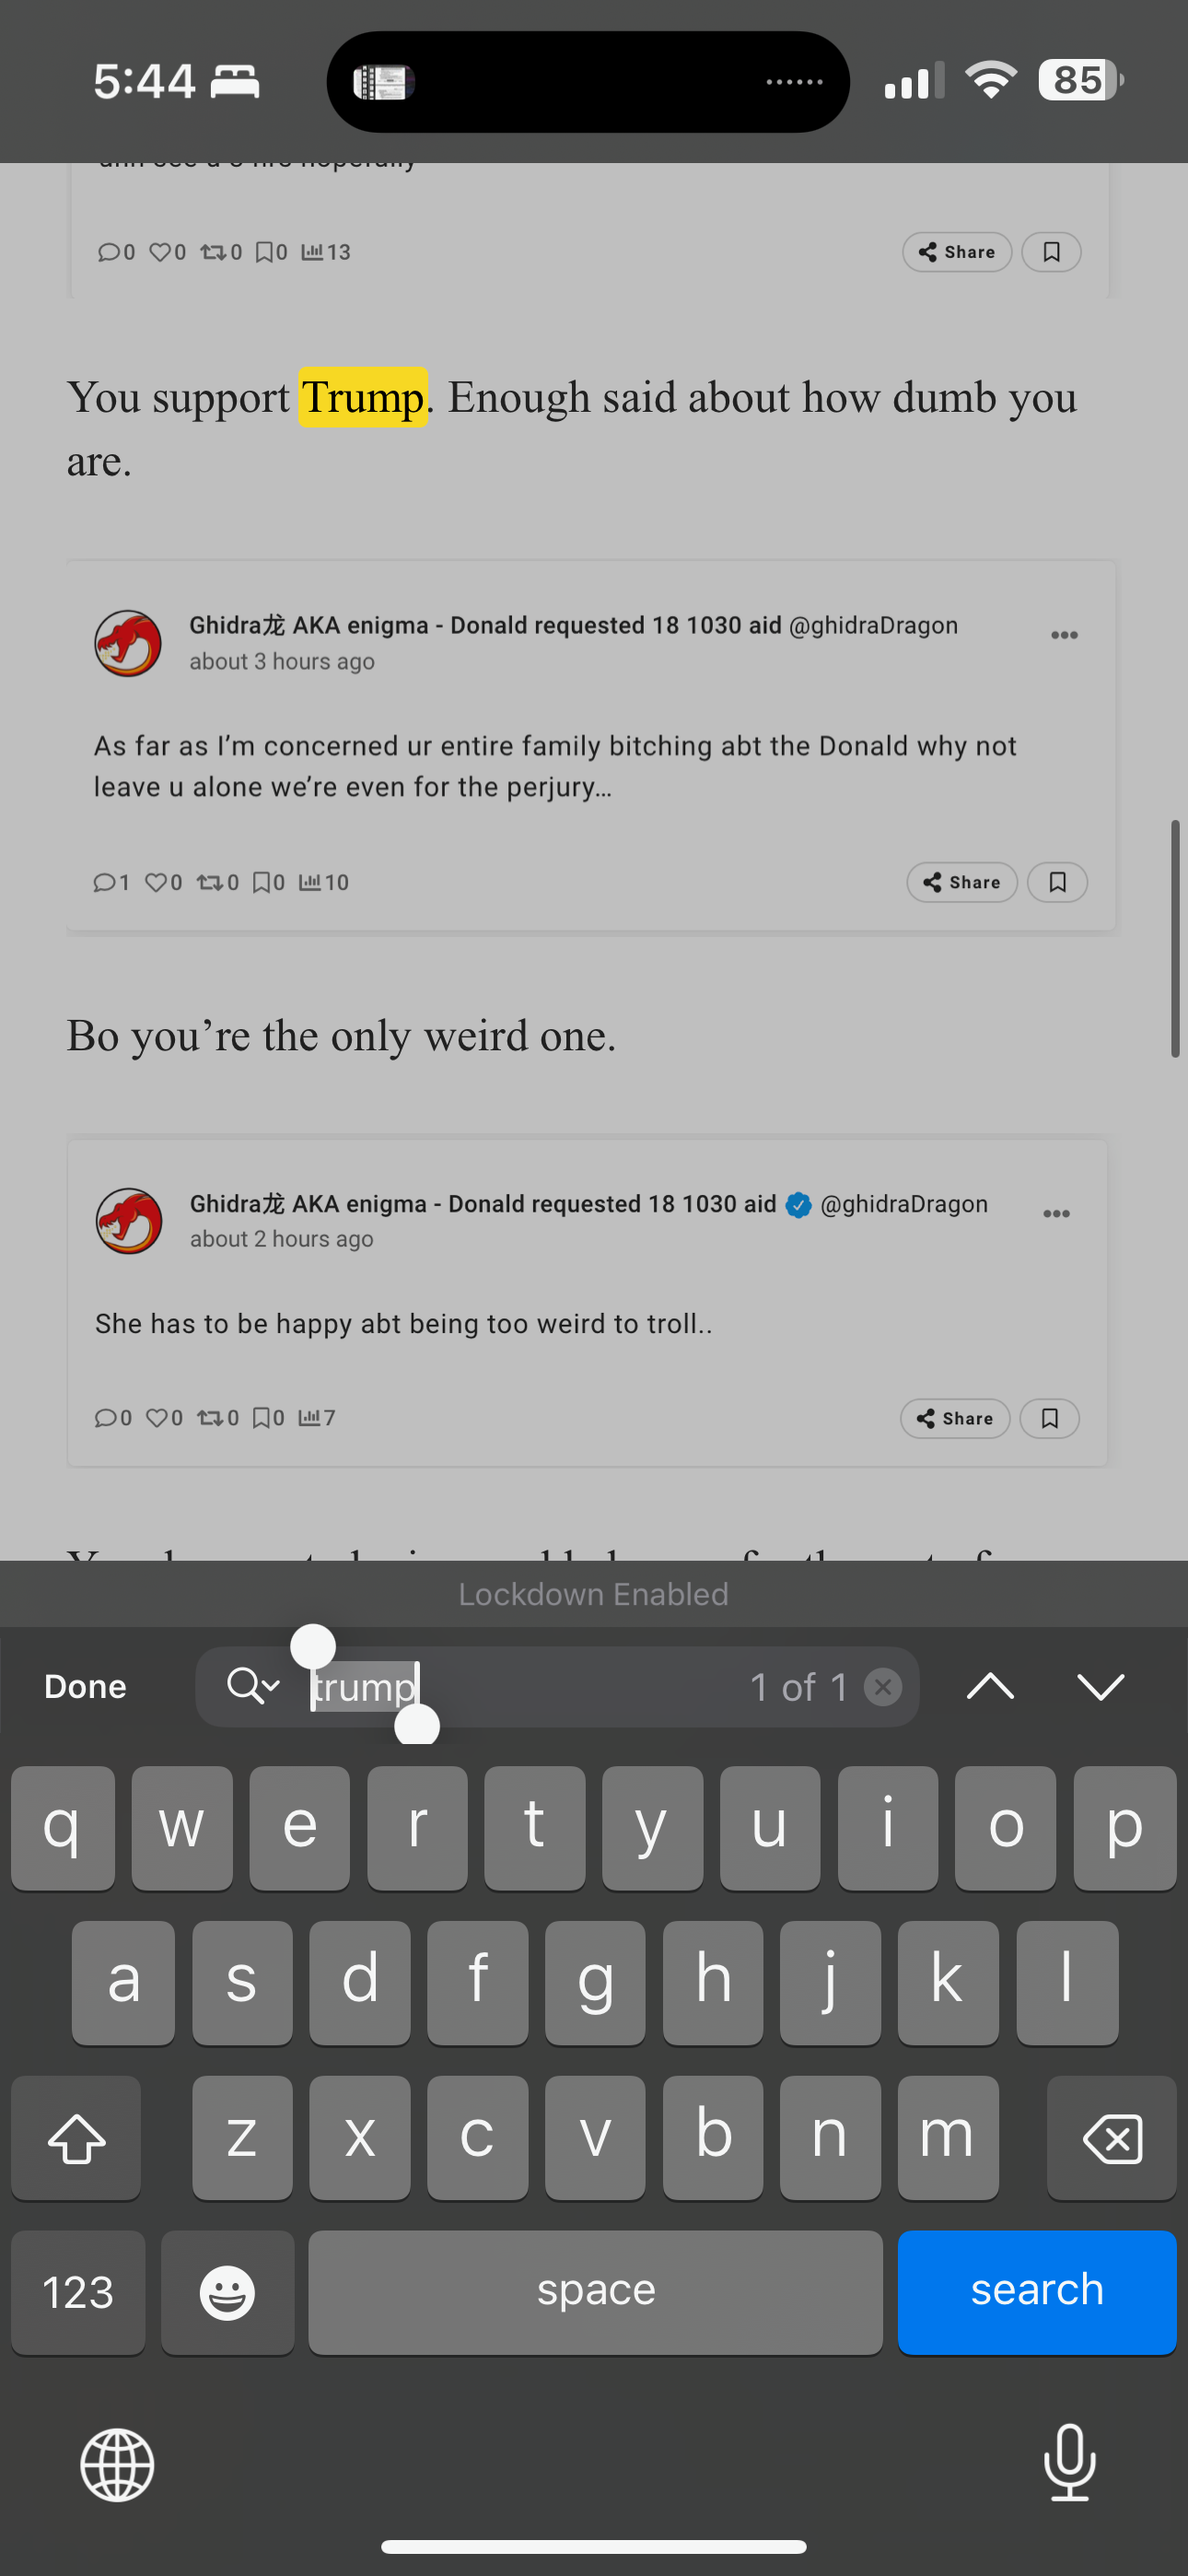 5:44
85
0 0 0 0 13
Share
You support Trump. Enough said about how dumb you
are.
Ghidra龙 AKA enigma - Donald requested 18 1030 aid @ghidraDragon
about 3 hours ago
As far as I’m concerned ur entire family bitching abt the Donald why not
leave u alone we’re even for the perjury...
1 0 0 0 10
Share
Bo you’re the only weird one.
Ghidra龙 AKA enigma - Donald requested 18 1030 aid @ghidraDragon
about 2 hours ago
She has to be happy abt being too weird to troll..
0 0 0 0 7
Share
Lockdown Enabled
Done
trump
1 of 1
q w e r t y u i o p
a s d f g h j k l
z x c v b n m
123
space
search